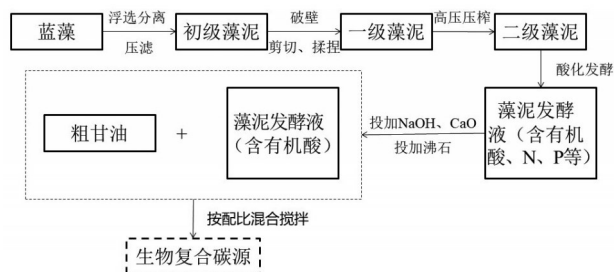 蓝藻
浮选分离
压滤
初级藻泥
破壁
剪切、揉捏
一级藻泥
高压压榨
二级藻泥
酸化发酵
藻泥发酵
液（含有机
酸、N、P等）
投加NaOH、CaO
投加沸石
粗甘油
+
藻泥发酵液
（含有机酸）
按配比混合搅拌
生物复合碳源